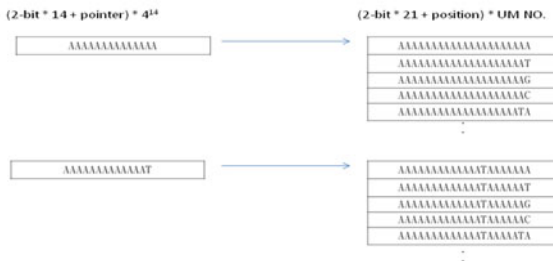 (2-bit * 14 + pointer) * 4¹⁴
(2-bit * 21 + position) * UM NO.
AAAAAAAAAAAAAA
AAAAAAAAAAAAAAAAAAAAA
AAAAAAAAAAAAAAAAAAAAT
AAAAAAAAAAAAAAAAAAAAG
AAAAAAAAAAAAAAAAAAAAC
AAAAAAAAAAAAAAAAAAATA
AAAAAAAAAAAAAT
AAAAAAAAAAAAATAAAAAAA
AAAAAAAAAAAAATAAAAAAT
AAAAAAAAAAAAATAAAAAAG
AAAAAAAAAAAAATAAAAAAC
AAAAAAAAAAAAATAAAAATA